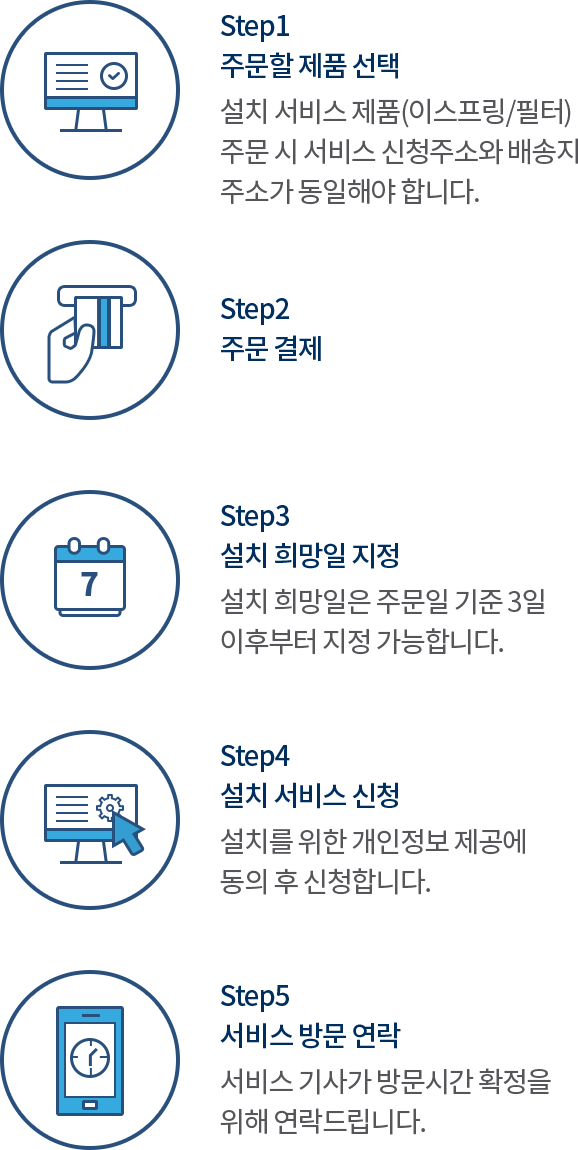 Step1
주문할 제품 선택
설치 서비스 제품(이스프링/필터)
주문 시 서비스 신청주소와 배송지
주소가 동일해야 합니다.
Step2
주문 결제
7
Step3
설치 희망일 지정
설치 희망일은 주문일 기준 3일
이후부터 지정 가능합니다.
Step4
설치 서비스 신청
설치를 위한 개인정보 제공에
동의 후 신청합니다.
Step5
서비스 방문 연락
서비스 기사가 방문시간 확정을
위해 연락드립니다.